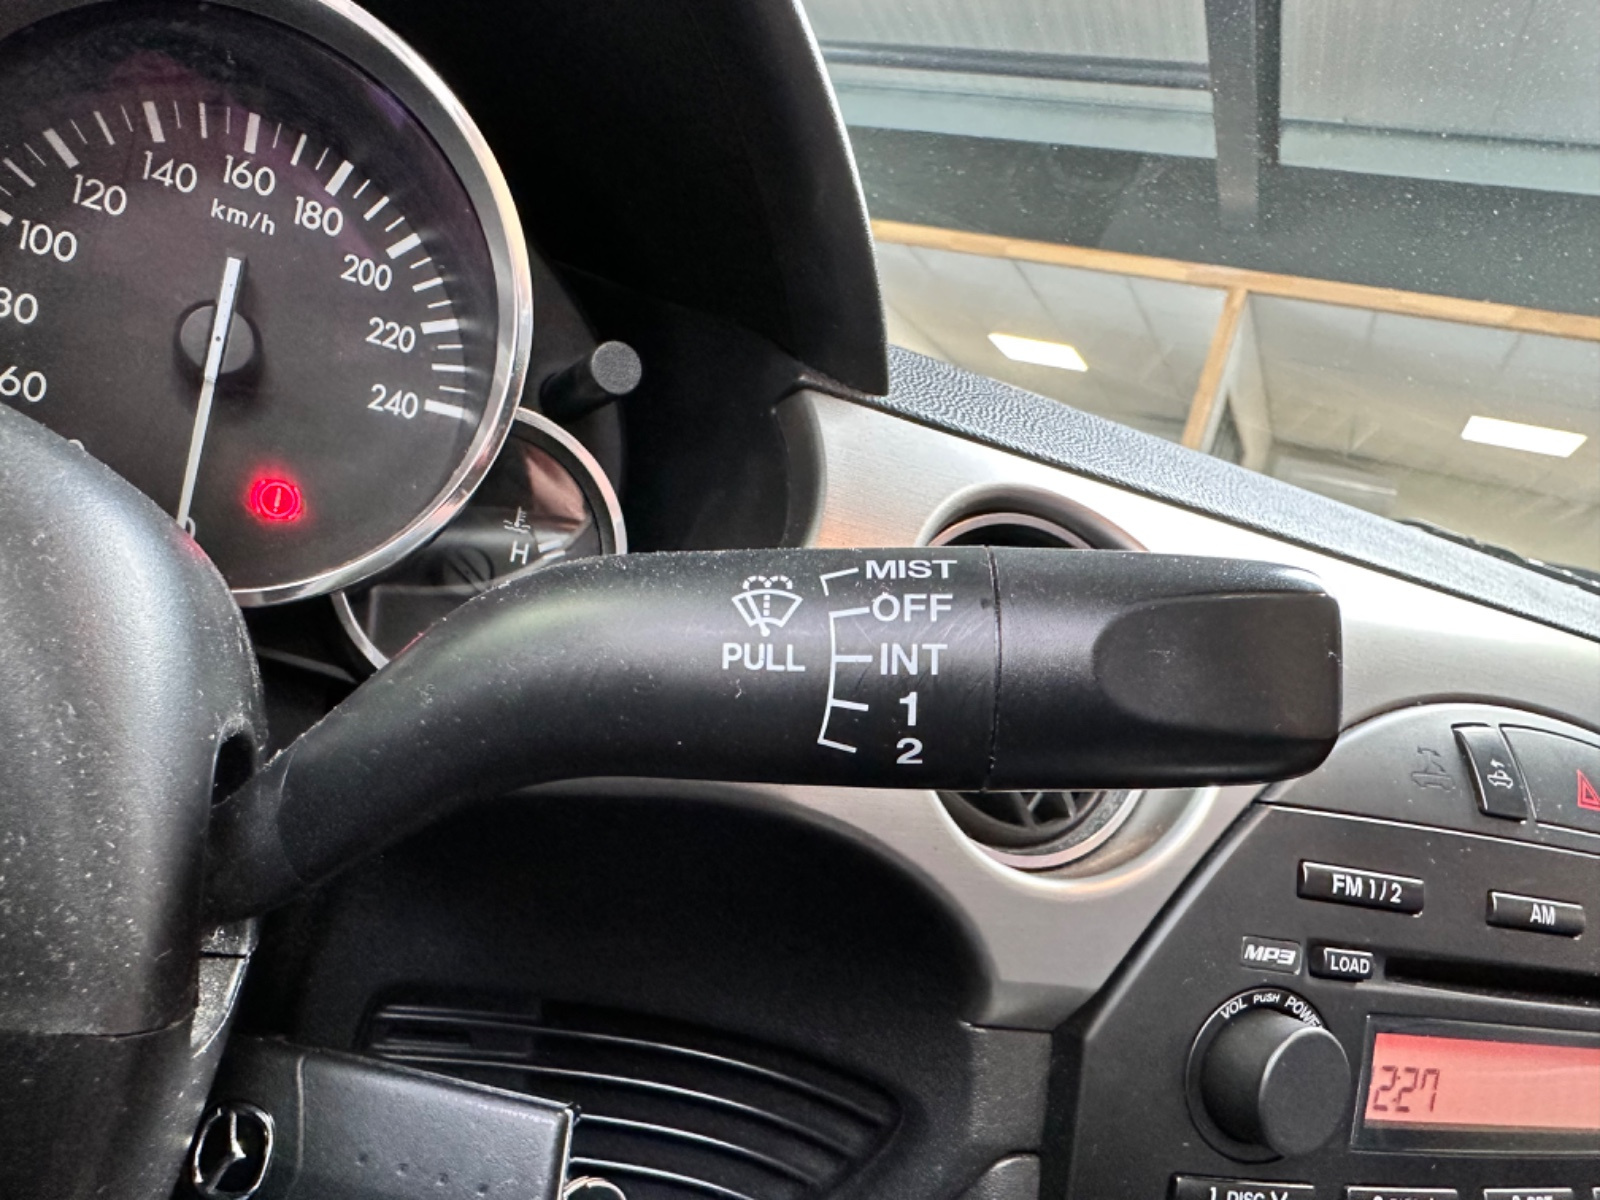 60
100
120
140
160
180
200
220
240
km/h
H
MIST
OFF
PULL
INT
1
2
FM 1/2
AM
MP3
LOAD
VOL PUSH POWER
2:27